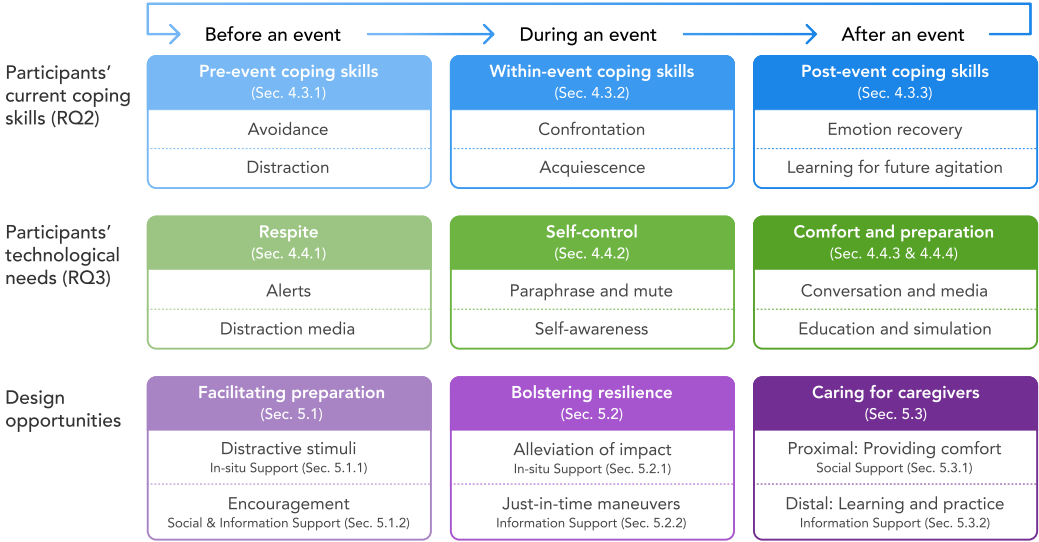 Before an event
During an event
After an event
Participants’
current coping
skills (RQ2)
Pre-event coping skills
(Sec. 4.3.1)
Avoidance
Distraction
Within-event coping skills
(Sec. 4.3.2)
Confrontation
Acquiescence
Post-event coping skills
(Sec. 4.3.3)
Emotion recovery
Learning for future agitation
Participants’
technological
needs (RQ3)
Respite
(Sec. 4.4.1)
Alerts
Distraction media
Self-control
(Sec. 4.4.2)
Paraphrase and mute
Self-awareness
Comfort and preparation
(Sec. 4.4.3 & 4.4.4)
Conversation and media
Education and simulation
Design
opportunities
Facilitating preparation
(Sec. 5.1)
Distractive stimuli
In-situ Support (Sec. 5.1.1)
Encouragement
Social & Information Support (Sec. 5.1.2)
Bolstering resilience
(Sec. 5.2)
Alleviation of impact
In-situ Support (Sec. 5.2.1)
Just-in-time maneuvers
Information Support (Sec. 5.2.2)
Caring for caregivers
(Sec. 5.3)
Proximal: Providing comfort
Social Support (Sec. 5.3.1)
Distal: Learning and practice
Information Support (Sec. 5.3.2)